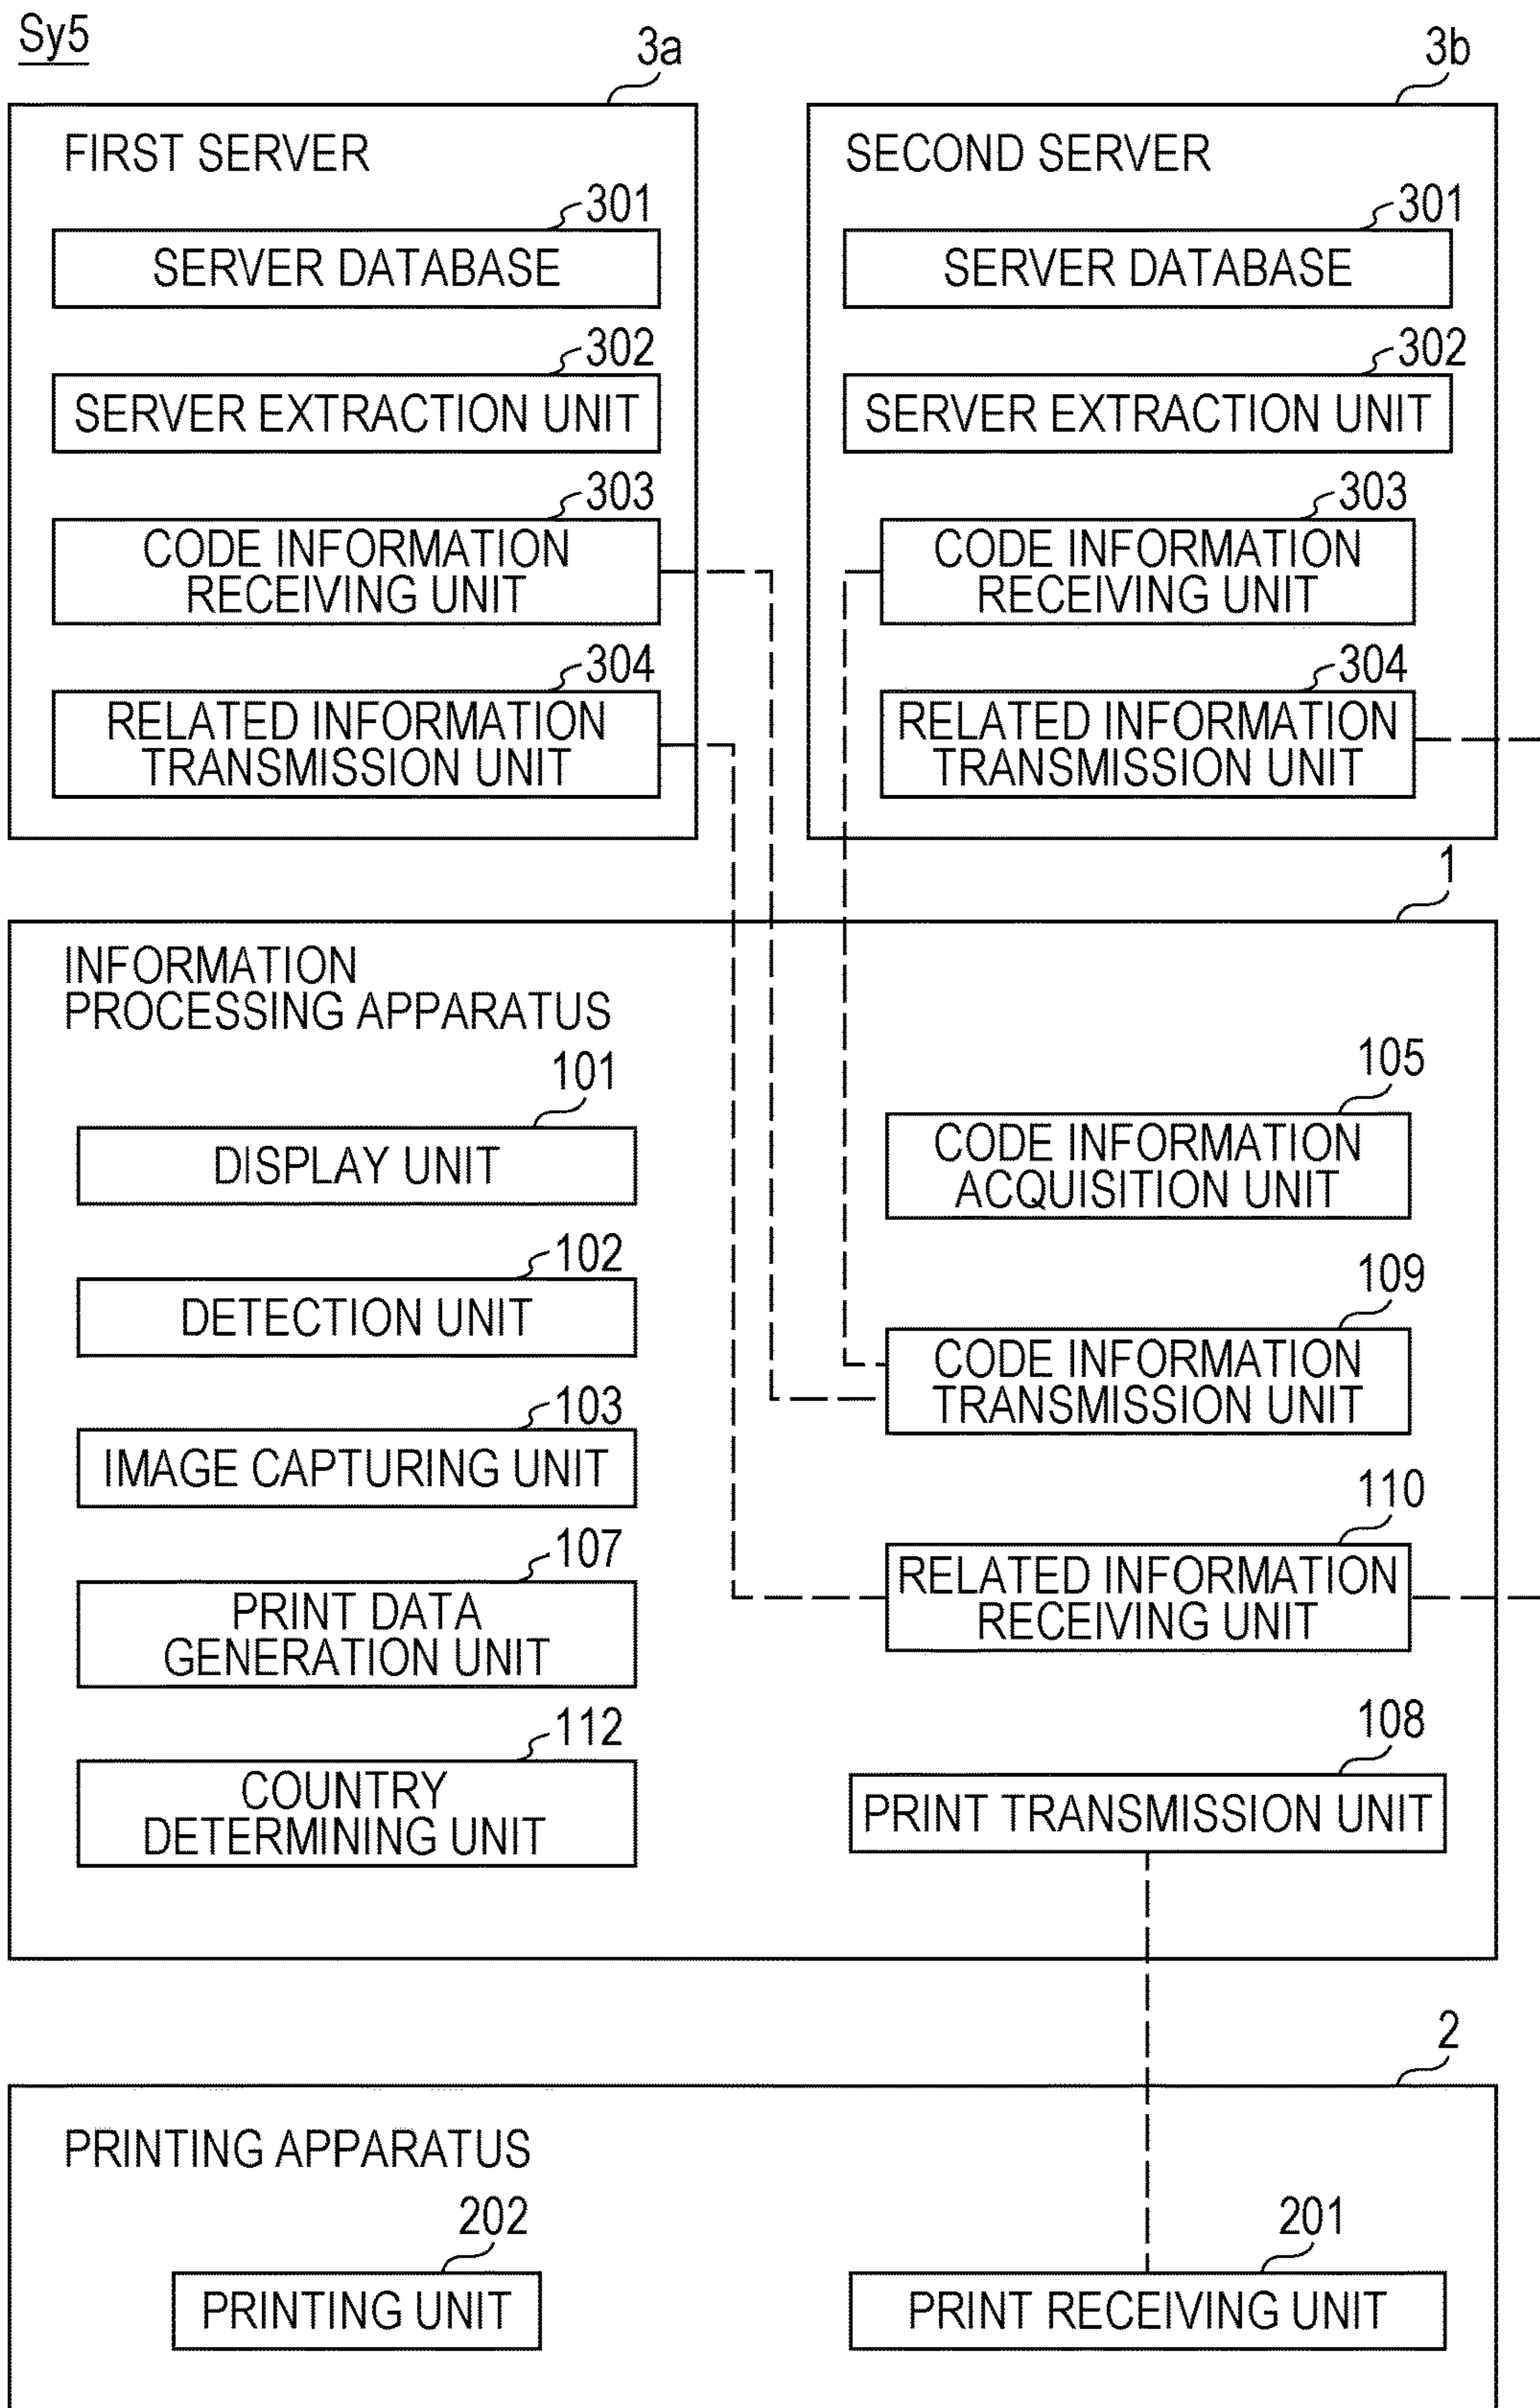 Sy5
3a
FIRST SERVER
301
SERVER DATABASE
302
SERVER EXTRACTION UNIT
303
CODE INFORMATION
RECEIVING UNIT
304
RELATED INFORMATION
TRANSMISSION UNIT
3b
SECOND SERVER
301
SERVER DATABASE
302
SERVER EXTRACTION UNIT
303
CODE INFORMATION
RECEIVING UNIT
304
RELATED INFORMATION
TRANSMISSION UNIT
1
INFORMATION
PROCESSING APPARATUS
101
DISPLAY UNIT
102
DETECTION UNIT
103
IMAGE CAPTURING UNIT
107
PRINT DATA
GENERATION UNIT
112
COUNTRY
DETERMINING UNIT
105
CODE INFORMATION
ACQUISITION UNIT
109
CODE INFORMATION
TRANSMISSION UNIT
110
RELATED INFORMATION
RECEIVING UNIT
108
PRINT TRANSMISSION UNIT
2
PRINTING APPARATUS
202
PRINTING UNIT
201
PRINT RECEIVING UNIT